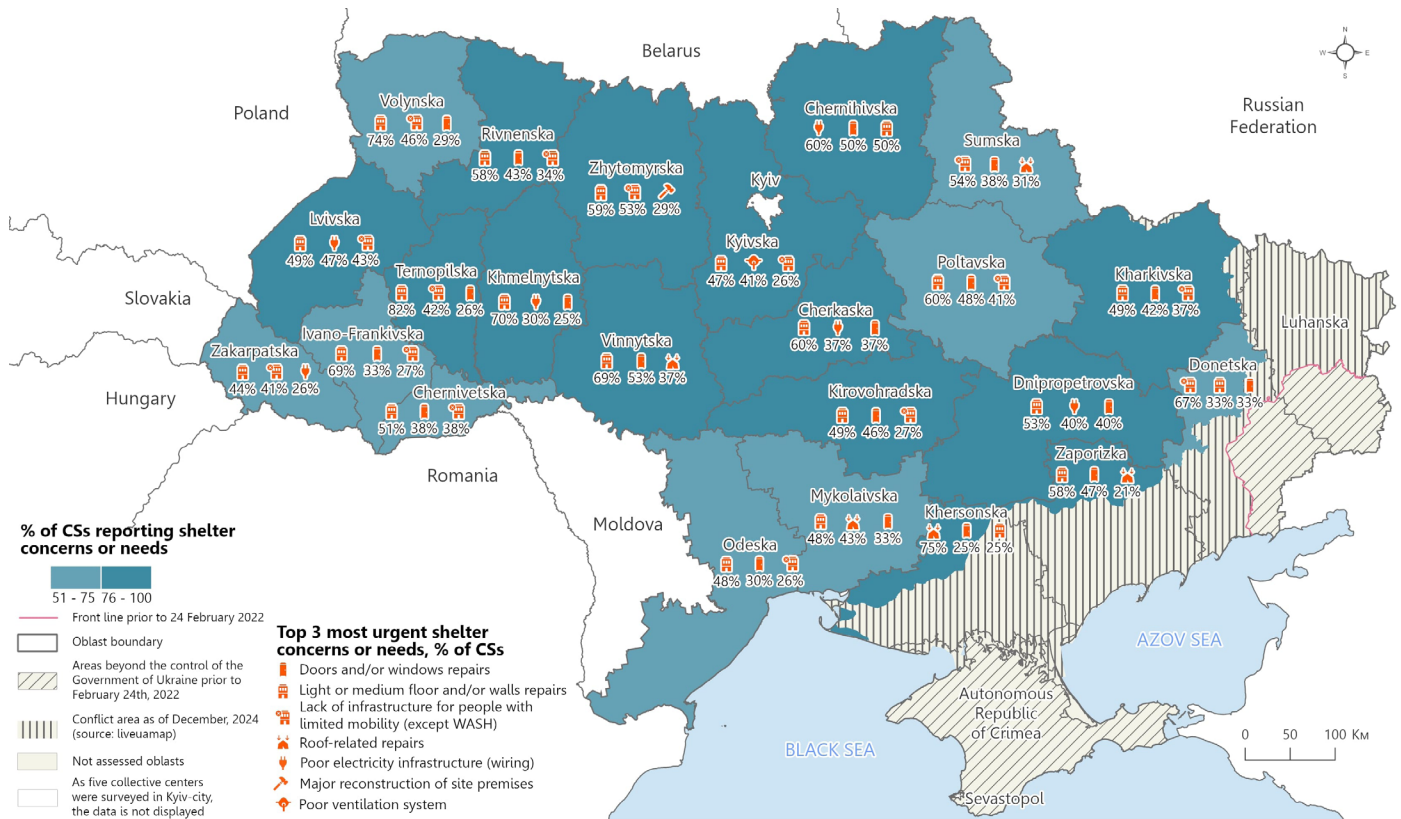 Belarus
Poland
Russian
Federation
N
W
E
S
Volynska
74% 46% 29%
Rivnenska
58% 43% 34%
Zhytomyrska
59% 53% 29%
Chernihivska
60% 50% 50%
Sumska
54% 38% 31%
Kyiv
Kyivska
47% 41% 26%
Lvivska
49% 47% 43%
Ternopilska
82% 42% 26%
Khmelnytska
70% 30% 25%
Poltavska
60% 48% 41%
Kharkivska
49% 42% 37%
Luhanska
Slovakia
Cherkaska
60% 37% 37%
Ivano-Frankivska
69% 33% 27%
Zakarpatska
44% 41% 26%
Vinnytska
69% 53% 37%
Donetska
67% 33% 33%
Hungary
Chernivetska
51% 38% 38%
Kirovohradska
49% 46% 27%
Dnipropetrovska
53% 40% 40%
Romania
Zaporizka
58% 47% 21%
Moldova
Mykolaivska
48% 43% 33%
Khersonska
75% 25% 25%
Odeska
48% 30% 26%
AZOV SEA
BLACK SEA
Autonomous
Republic
of Crimea
Sevastopol
0 50 100 Км
% of CSs reporting shelter
concerns or needs
51 - 75 76 - 100
Front line prior to 24 February 2022
Oblast boundary
Areas beyond the control of the
Government of Ukraine prior to
February 24th, 2022
Conflict area as of December, 2024
(source: liveuamap)
Not assessed oblasts
As five collective centers
were surveyed in Kyiv-city,
the data is not displayed
Top 3 most urgent shelter
concerns or needs, % of CSs
Doors and/or windows repairs
Light or medium floor and/or walls repairs
Lack of infrastructure for people with
limited mobility (except WASH)
Roof-related repairs
Poor electricity infrastructure (wiring)
Major reconstruction of site premises
Poor ventilation system